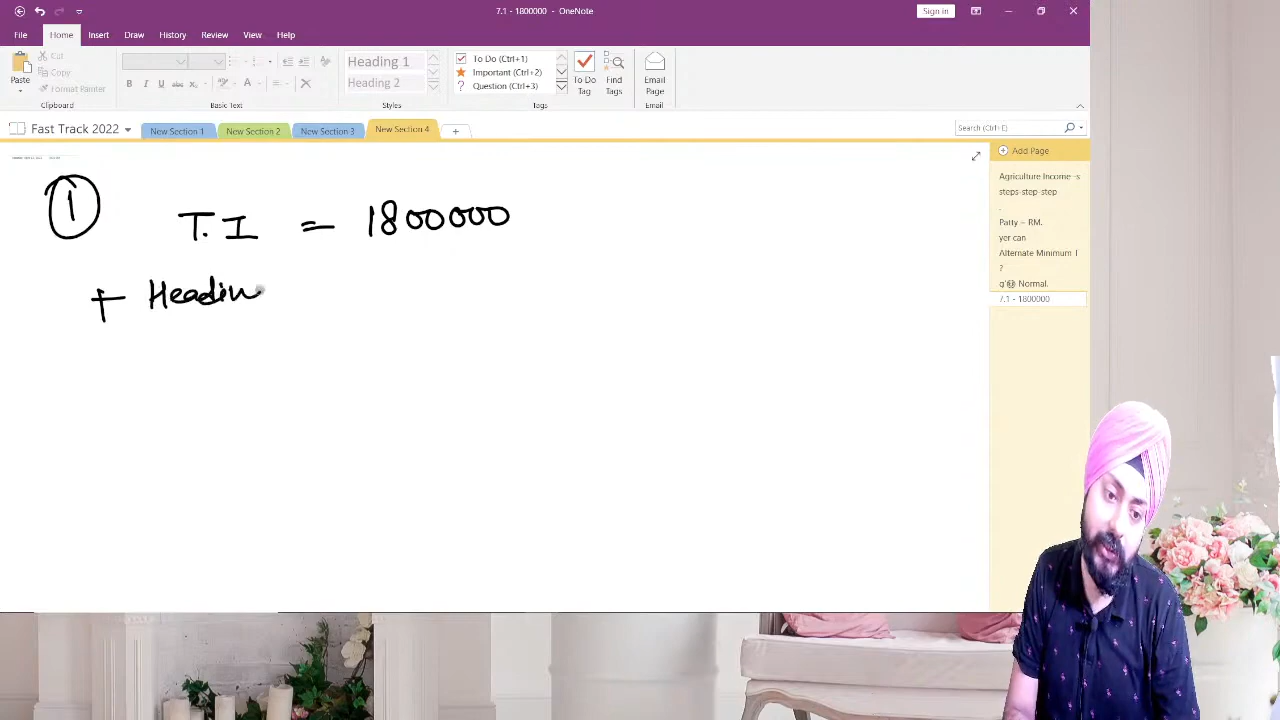 7.1 - 1800000 - OneNote
Sign in
File Home Insert Draw History Review View Help
Paste
Cut
Copy
Format Painter
Clipboard
B I U abc
Basic Text
Heading 1
Heading 2
Styles
To Do (Ctrl+1)
Important (Ctrl+2)
Question (Ctrl+3)
To Do Tag
Find Tags
Tags
Email Page
Email
Fast Track 2022
New Section 1 New Section 2 New Section 3 New Section 4
Search (Ctrl+E)
Add Page
Agriculture Income -s
steps-step-step
.
Patty – RM.
yer can
Alternate Minimum T
?
Normal.
7.1 - 1800000
1 T.I = 1800000
+ Headin